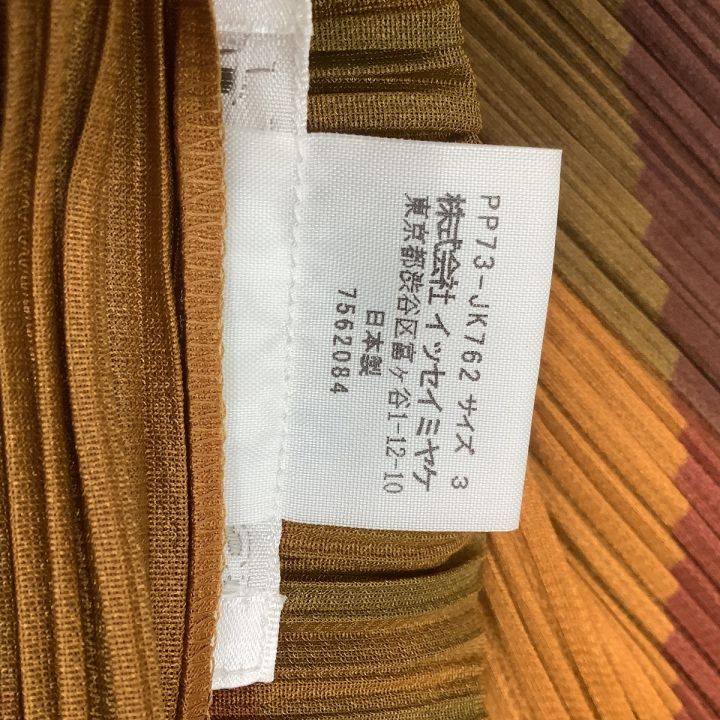 PP73-JK762 サイズ 3
株式会社 イッセイミヤケ
東京都渋谷区富ヶ谷1-12-10
日本製
7562084